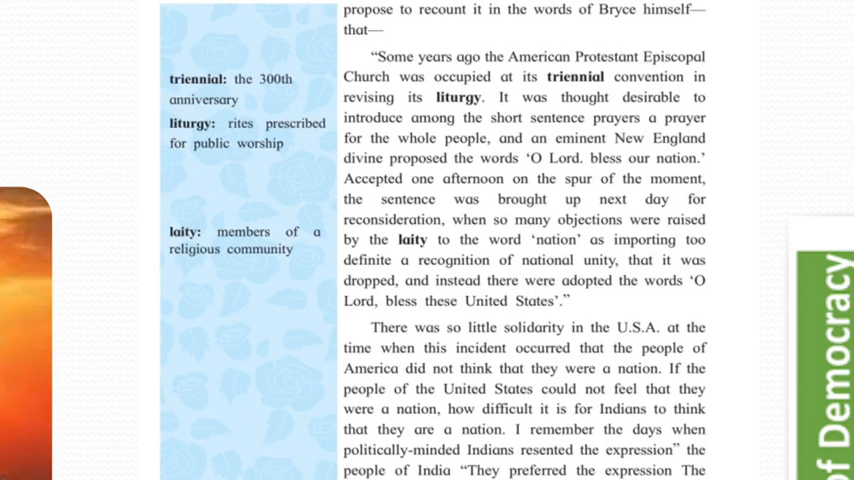 propose to recount it in the words of Bryce himself—
that—
triennial: the 300th
anniversary
liturgy: rites prescribed
for public worship
laity: members of a
religious community
“Some years ago the American Protestant Episcopal
Church was occupied at its triennial convention in
revising its liturgy. It was thought desirable to
introduce among the short sentence prayers a prayer
for the whole people, and an eminent New England
divine proposed the words ‘O Lord. bless our nation.’
Accepted one afternoon on the spur of the moment,
the sentence was brought up next day for
reconsideration, when so many objections were raised
by the laity to the word ‘nation’ as importing too
definite a recognition of national unity, that it was
dropped, and instead there were adopted the words ‘O
Lord, bless these United States’.”
There was so little solidarity in the U.S.A. at the
time when this incident occurred that the people of
America did not think that they were a nation. If the
people of the United States could not feel that they
were a nation, how difficult it is for Indians to think
that they are a nation. I remember the days when
politically-minded Indians resented the expression” the
people of India “They preferred the expression The
of Democracy